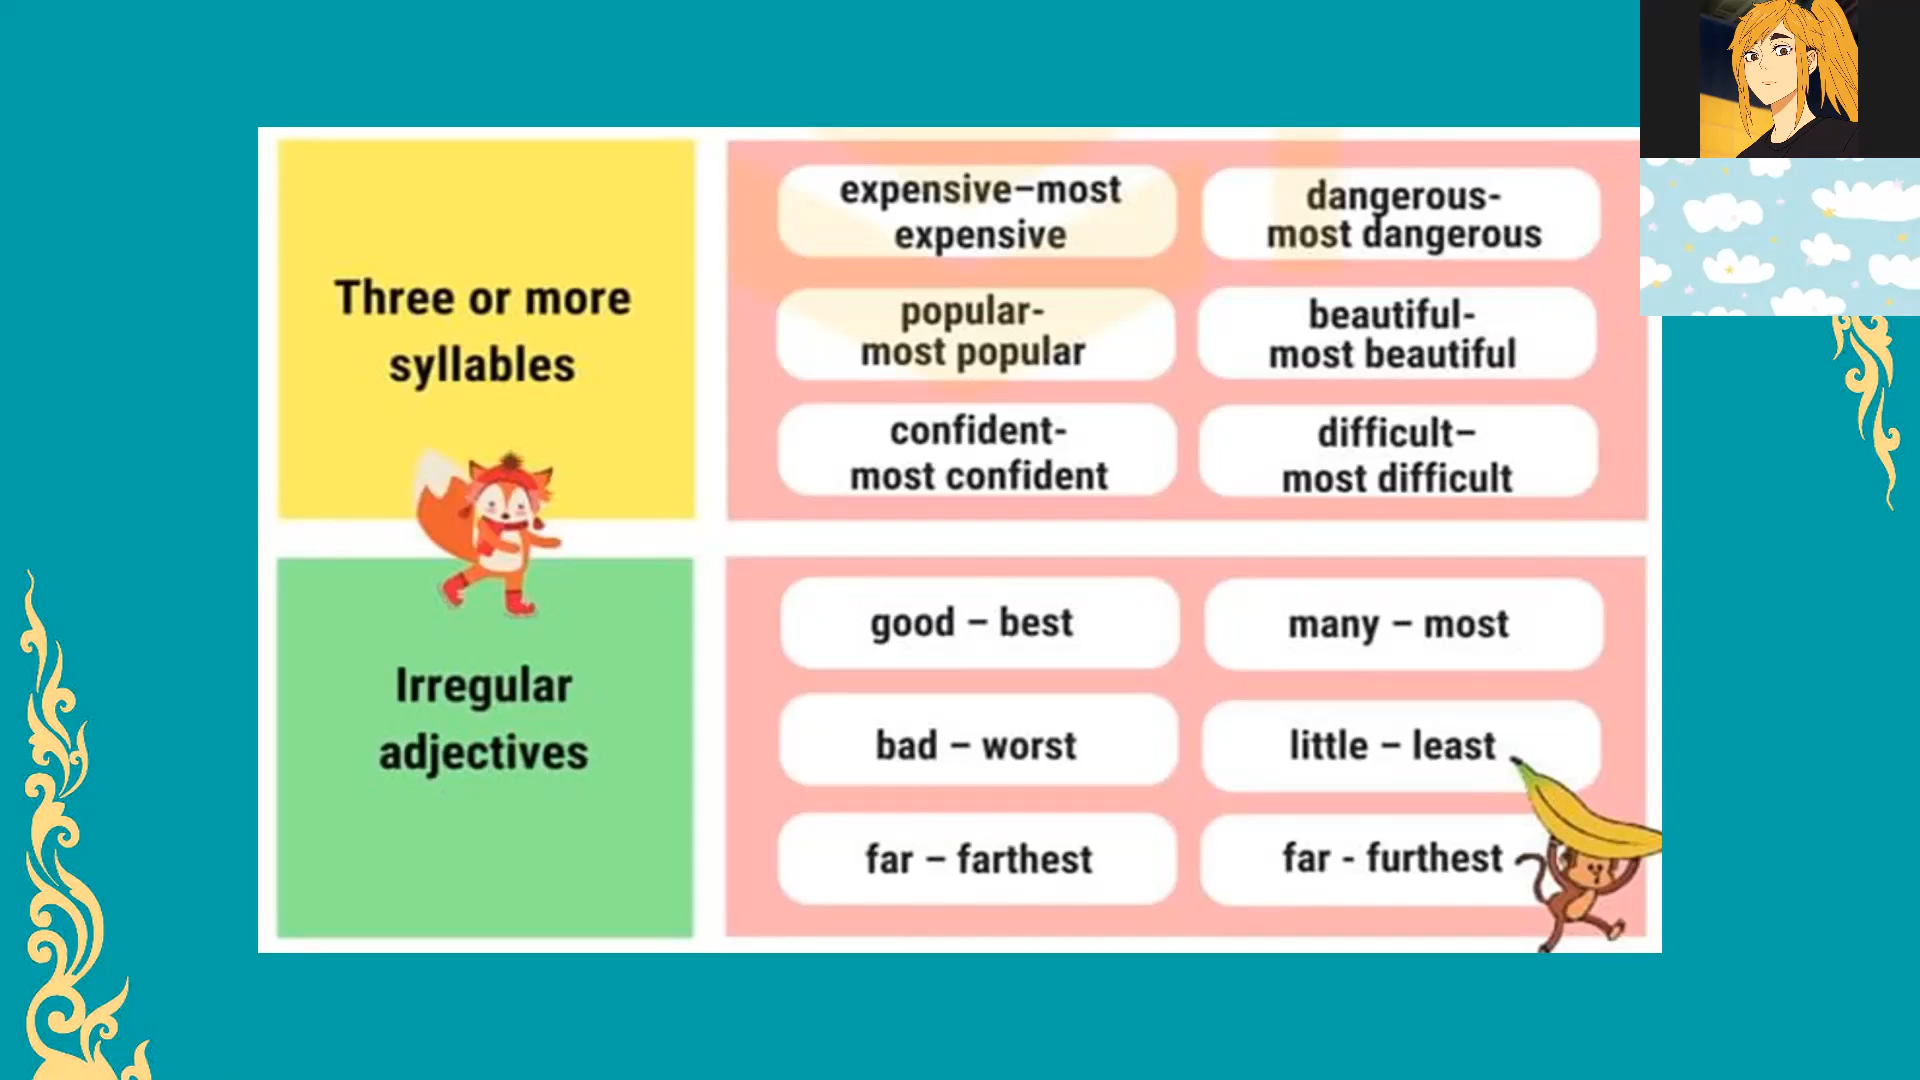 Three or more
syllables
expensive–most
expensive
dangerous-
most dangerous
popular-
most popular
beautiful-
most beautiful
confident-
most confident
difficult–
most difficult
Irregular
adjectives
good – best
many – most
bad – worst
little – least
far – farthest
far - furthest